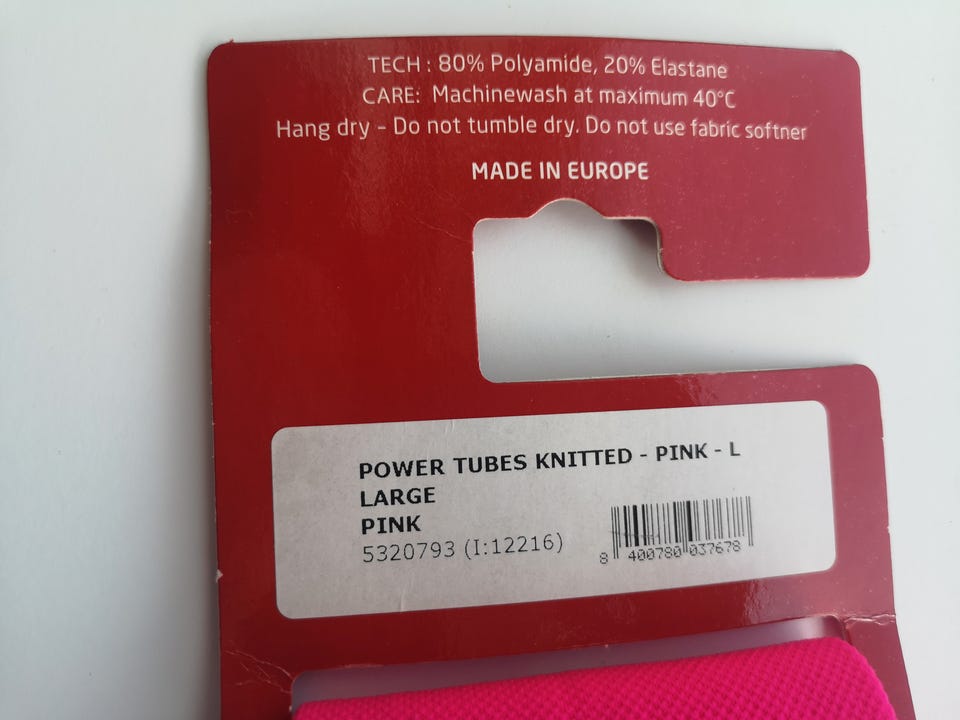 TECH : 80% Polyamide, 20% Elastane
CARE: Machinewash at maximum 40°C
Hang dry – Do not tumble dry. Do not use fabric softner
MADE IN EUROPE
POWER TUBES KNITTED - PINK - L
LARGE
PINK
5320793 (I:12216)
8 400780 037678